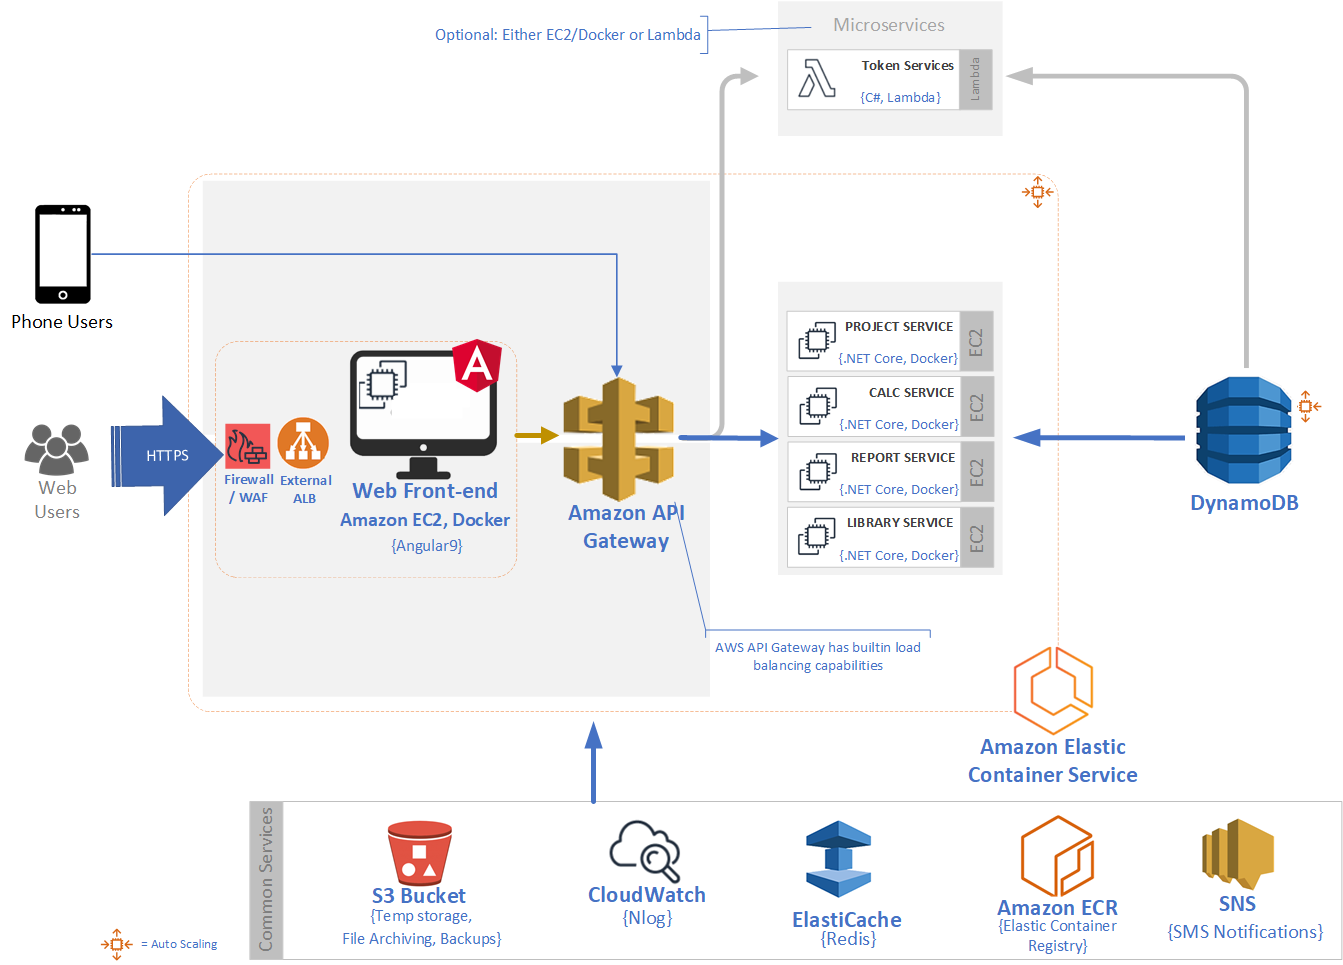 Optional: Either EC2/Docker or Lambda
Microservices
Token Services
{C#, Lambda}
Lambda
Phone Users
HTTPS
Web
Users
Firewall
/ WAF
External
ALB
Web Front-end
Amazon EC2, Docker
{Angular9}
Amazon API
Gateway
PROJECT SERVICE
{.NET Core, Docker}
EC2
CALC SERVICE
{.NET Core, Docker}
EC2
REPORT SERVICE
{.NET Core, Docker}
EC2
LIBRARY SERVICE
{.NET Core, Docker}
EC2
DynamoDB
AWS API Gateway has builtin load
balancing capabilities
Amazon Elastic
Container Service
Common Services
S3 Bucket
{Temp storage,
File Archiving, Backups}
CloudWatch
{Nlog}
ElastiCache
{Redis}
Amazon ECR
{Elastic Container
Registry}
SNS
{SMS Notifications}
= Auto Scaling